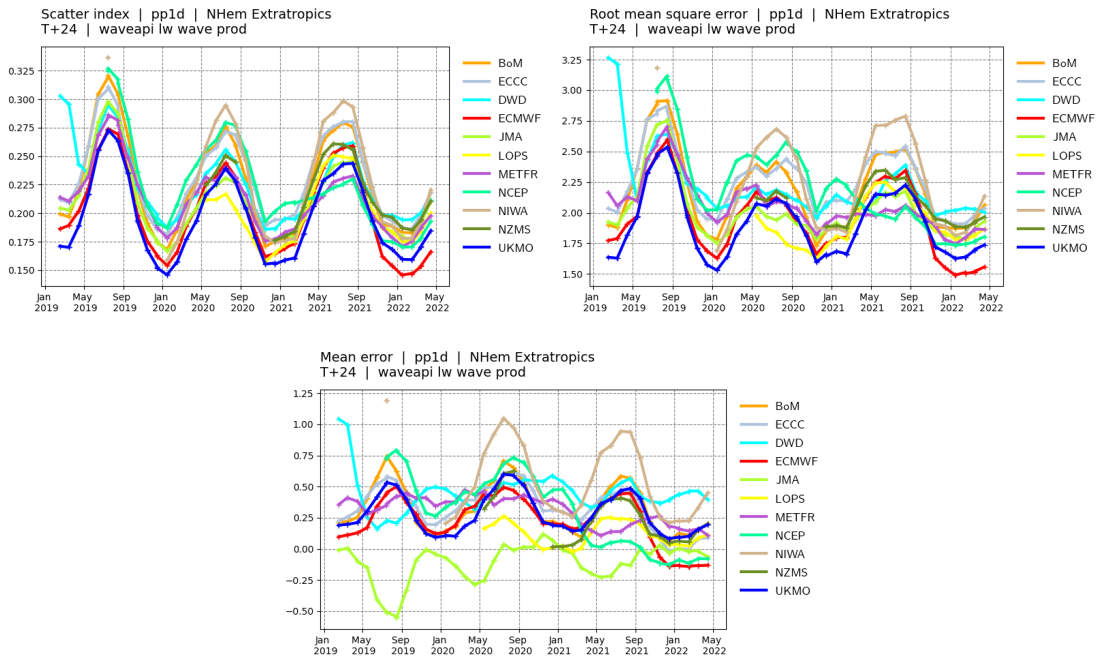 Scatter index | pp1d | NHem Extratropics
T+24 | waveapi lw wave prod
0.325
0.300
0.275
0.250
0.225
0.200
0.175
0.150
Jan May Sep Jan May Sep Jan May Sep Jan May
2019 2019 2019 2020 2020 2020 2021 2021 2021 2022 2022
BoM
ECCC
DWD
ECMWF
JMA
LOPS
METFR
NCEP
NIWA
NZMS
UKMO
Root mean square error | pp1d | NHem Extratropics
T+24 | waveapi lw wave prod
3.25
3.00
2.75
2.50
2.25
2.00
1.75
1.50
Jan May Sep Jan May Sep Jan May Sep Jan May
2019 2019 2019 2020 2020 2020 2021 2021 2021 2022 2022
BoM
ECCC
DWD
ECMWF
JMA
LOPS
METFR
NCEP
NIWA
NZMS
UKMO
Mean error | pp1d | NHem Extratropics
T+24 | waveapi lw wave prod
1.25
1.00
0.75
0.50
0.25
0.00
−0.25
−0.50
Jan May Sep Jan May Sep Jan May Sep Jan May
2019 2019 2019 2020 2020 2020 2021 2021 2021 2022 2022
BoM
ECCC
DWD
ECMWF
JMA
LOPS
METFR
NCEP
NIWA
NZMS
UKMO